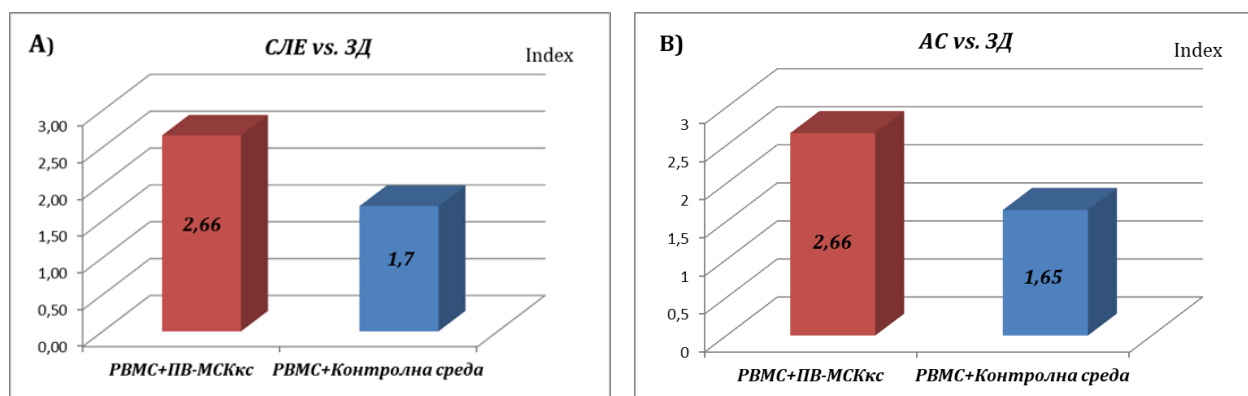 A)
СЛЕ vs. ЗД
Index
3,00
2,50
2,00
1,50
1,00
0,50
0,00
2,66
1,7
PBMC+ПВ-МСКкс
PBMC+Контролна среда
B)
АС vs. ЗД
Index
3
2,5
2
1,5
1
0,5
0
2,66
1,65
PBMC+ПВ-МСКкс
PBMC+Контролна среда